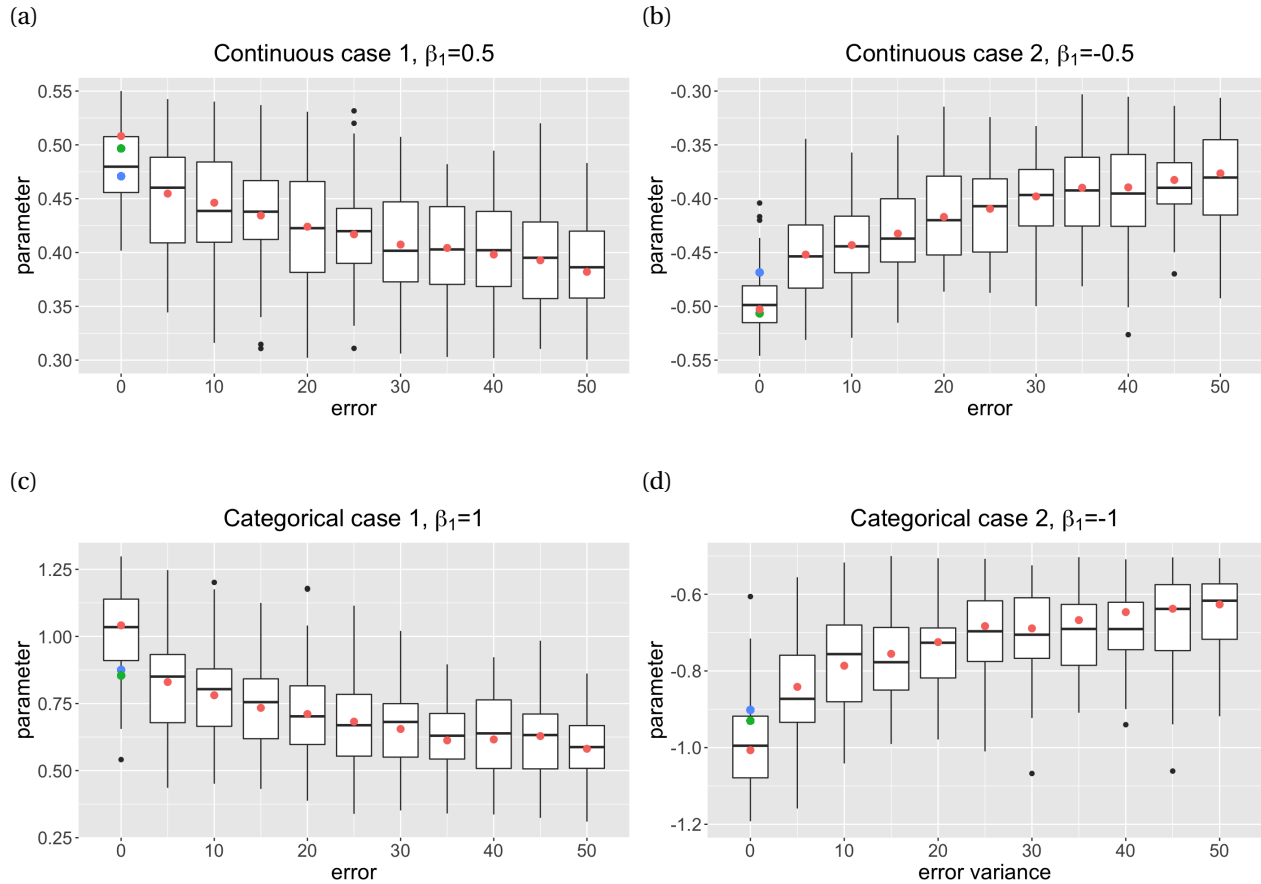 (a)
Continuous case 1, β1=0.5
parameter
0.55
0.50
0.45
0.40
0.35
0.30
0 10 20 30 40 50
error
(b)
Continuous case 2, β1=-0.5
parameter
-0.30
-0.35
-0.40
-0.45
-0.50
-0.55
0 10 20 30 40 50
error
(c)
Categorical case 1, β1=1
parameter
1.25
1.00
0.75
0.50
0.25
0 10 20 30 40 50
error
(d)
Categorical case 2, β1=-1
parameter
-0.6
-0.8
-1.0
-1.2
0 10 20 30 40 50
error variance